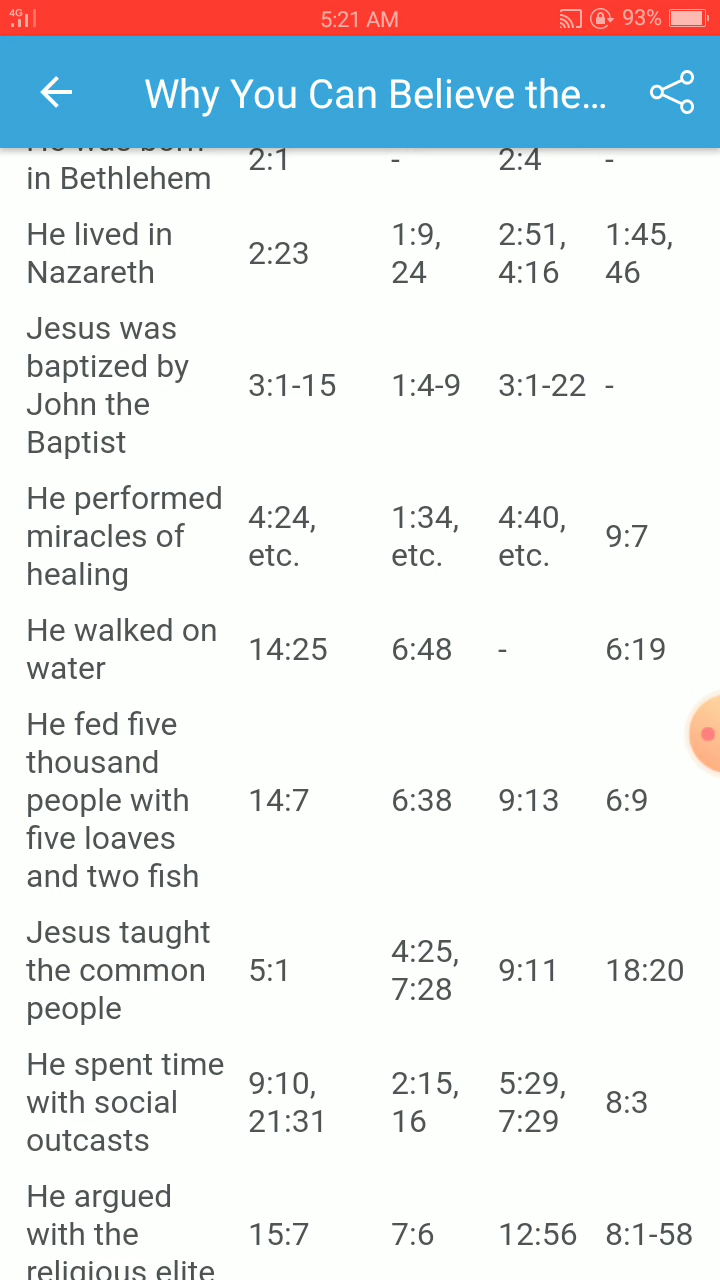 4G 5:21 AM 93%
Why You Can Believe the...
He was born
in Bethlehem
2:1 - 2:4 -
He lived in
Nazareth
2:23
1:9,
24
2:51,
4:16
1:45,
46
Jesus was
baptized by
John the
Baptist
3:1-15 1:4-9 3:1-22 -
He performed
miracles of
healing
4:24,
etc.
1:34,
etc.
4:40,
etc.
9:7
He walked on
water
14:25 6:48 - 6:19
He fed five
thousand
people with
five loaves
and two fish
14:7 6:38 9:13 6:9
Jesus taught
the common
people
5:1
4:25,
7:28
9:11 18:20
He spent time
with social
outcasts
9:10,
21:31
2:15,
16
5:29,
7:29
8:3
He argued
with the
religious elite
15:7 7:6 12:56 8:1-58